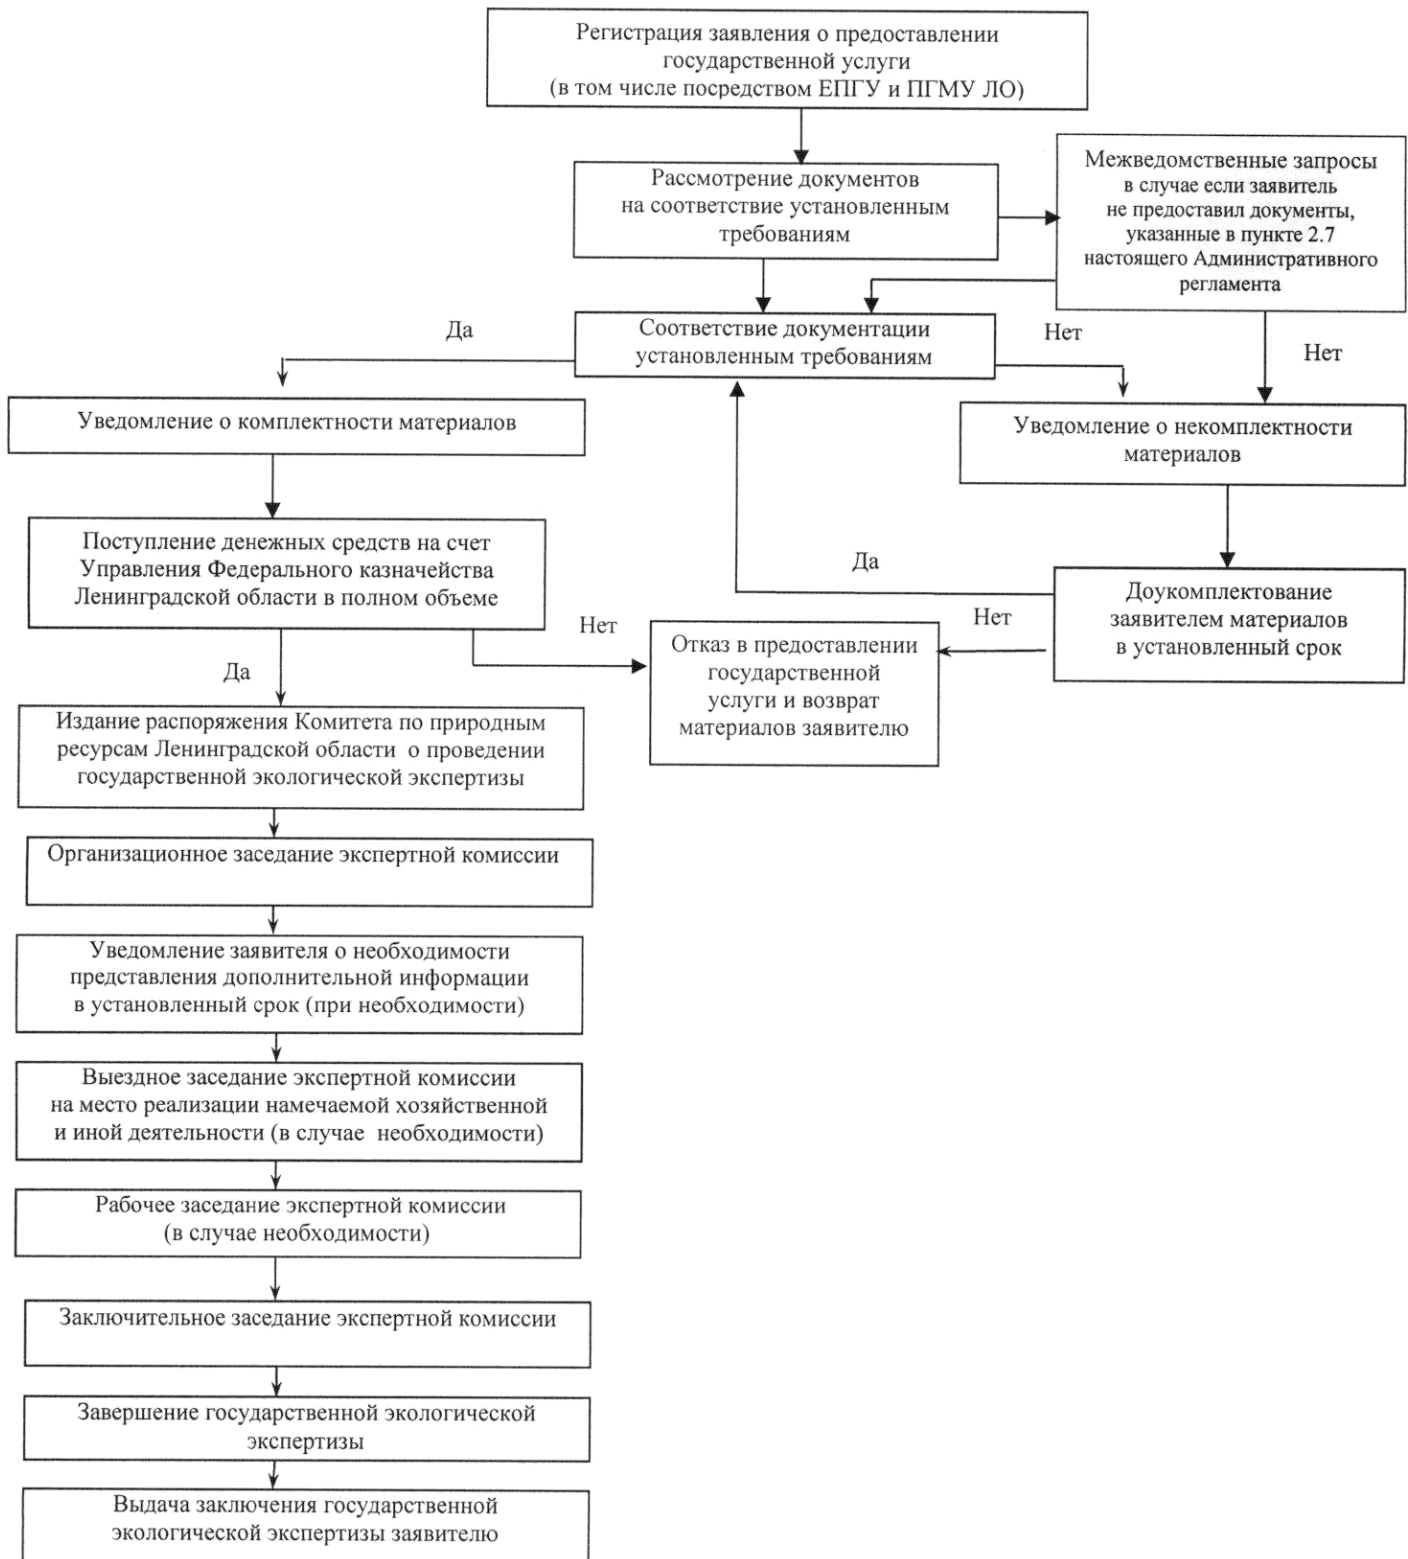 Регистрация заявления о предоставлении
государственной услуги
(в том числе посредством ЕПГУ и ПГМУ ЛО)
Рассмотрение документов
на соответствие установленным
требованиям
Межведомственные запросы
в случае если заявитель
не предоставил документы,
указанные в пункте 2.7
настоящего Административного
регламента
Да
Соответствие документации
установленным требованиям
Нет
Нет
Уведомление о комплектности материалов
Уведомление о некомплектности
материалов
Поступление денежных средств на счет
Управления Федерального казначейства
Ленинградской области в полном объеме
Да
Доукомплектование
заявителем материалов
в установленный срок
Нет
Нет
Отказ в предоставлении
государственной
услуги и возврат
материалов заявителю
Да
Издание распоряжения Комитета по природным
ресурсам Ленинградской области о проведении
государственной экологической экспертизы
Организационное заседание экспертной комиссии
Уведомление заявителя о необходимости
представления дополнительной информации
в установленный срок (при необходимости)
Выездное заседание экспертной комиссии
на место реализации намечаемой хозяйственной
и иной деятельности (в случае необходимости)
Рабочее заседание экспертной комиссии
(в случае необходимости)
Заключительное заседание экспертной комиссии
Завершение государственной экологической
экспертизы
Выдача заключения государственной
экологической экспертизы заявителю